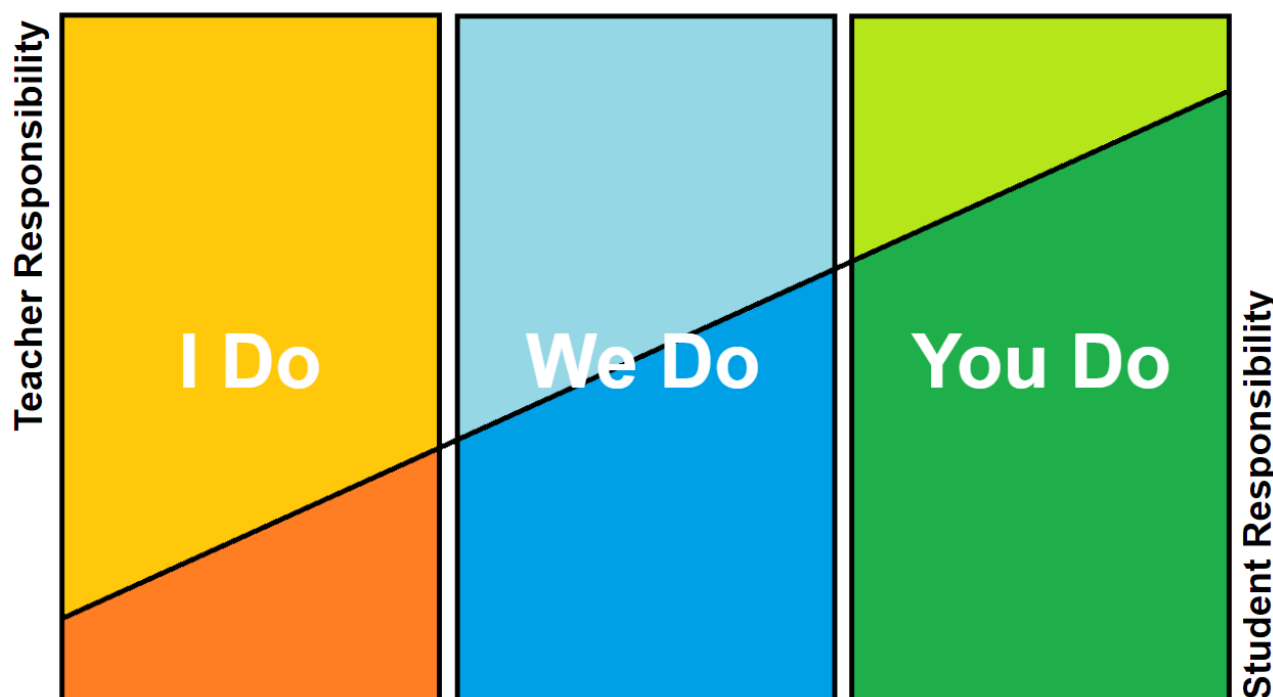 Teacher Responsibility
I Do
We Do
You Do
Student Responsibility